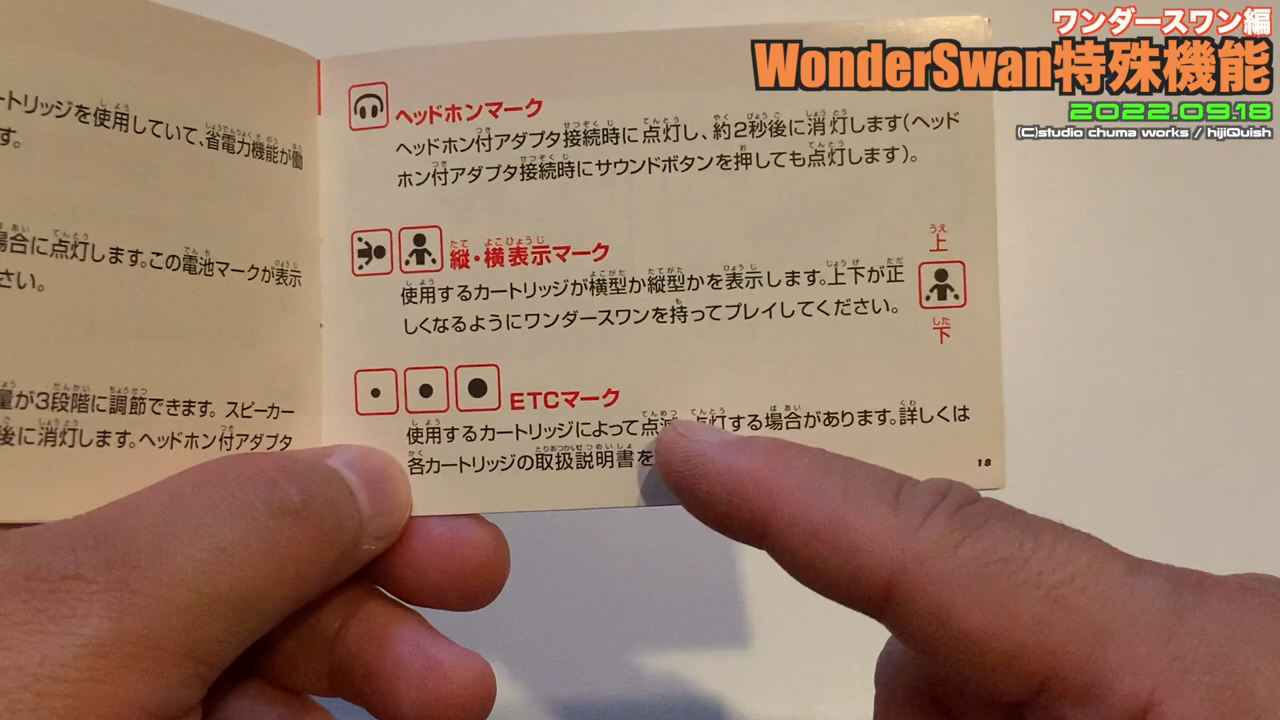 ワンダースワン編
WonderSwan特殊機能
2022.09.18
(C)studio chuma works / hijiQuish
トリッジを使用していて、省電力機能が働
す。
場合に点灯します。この電池マークが表示
さい。
量が3段階に調節できます。スピーカー
後に消灯します。ヘッドホン付アダプタ
ヘッドホンマーク
ヘッドホン付アダプタ接続時に点灯し、約2秒後に消灯します(ヘッド
ホン付アダプタ接続時にサウンドボタンを押しても点灯します)。
縦・横表示マーク
使用するカートリッジが横型か縦型かを表示します。上下が正
しくなるようにワンダースワンを持ってプレイしてください。
上
下
ETCマーク
使用するカートリッジによって点滅 点灯する場合があります。詳しくは
各カートリッジの取扱説明書を
18